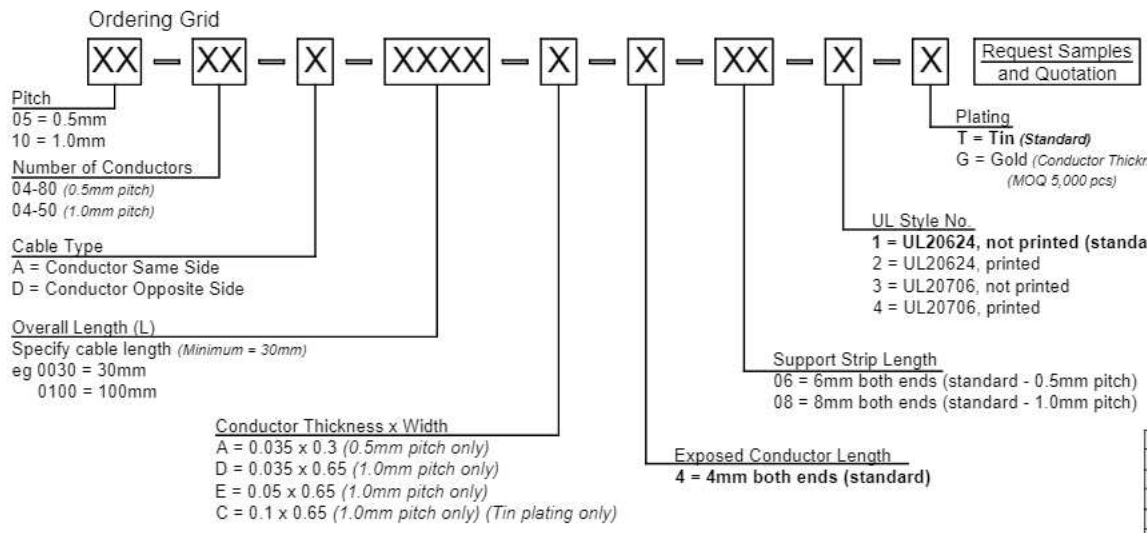 Ordering Grid
XX - XX - X - XXXX - X - X - XX - X - X
Request Samples
and Quotation
Pitch
05 = 0.5mm
10 = 1.0mm
Number of Conductors
04-80 (0.5mm pitch)
04-50 (1.0mm pitch)
Cable Type
A = Conductor Same Side
D = Conductor Opposite Side
Overall Length (L)
Specify cable length (Minimum = 30mm)
eg 0030 = 30mm
0100 = 100mm
Conductor Thickness x Width
A = 0.035 x 0.3 (0.5mm pitch only)
D = 0.035 x 0.65 (1.0mm pitch only)
E = 0.05 x 0.65 (1.0mm pitch only)
C = 0.1 x 0.65 (1.0mm pitch only) (Tin plating only)
Exposed Conductor Length
4 = 4mm both ends (standard)
Support Strip Length
06 = 6mm both ends (standard - 0.5mm pitch)
08 = 8mm both ends (standard - 1.0mm pitch)
UL Style No.
1 = UL20624, not printed
2 = UL20624, printed
3 = UL20706, not printed
4 = UL20706, printed
Plating
T = Tin (Standard)
G = Gold (Conductor
(MOQ 5,000 pcs)